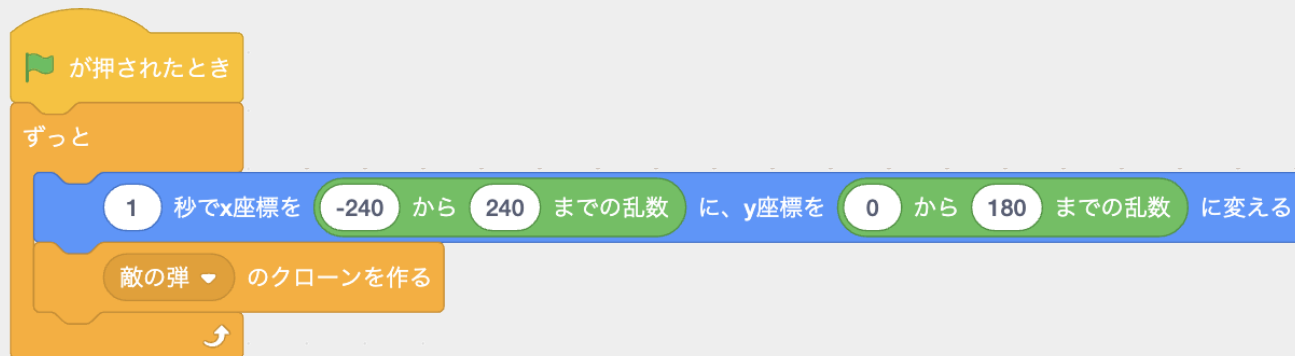 が押されたとき
ずっと
1 秒でx座標を -240 から 240 までの乱数 に、y座標を 0 から 180 までの乱数 に変える
敵の弾 のクローンを作る